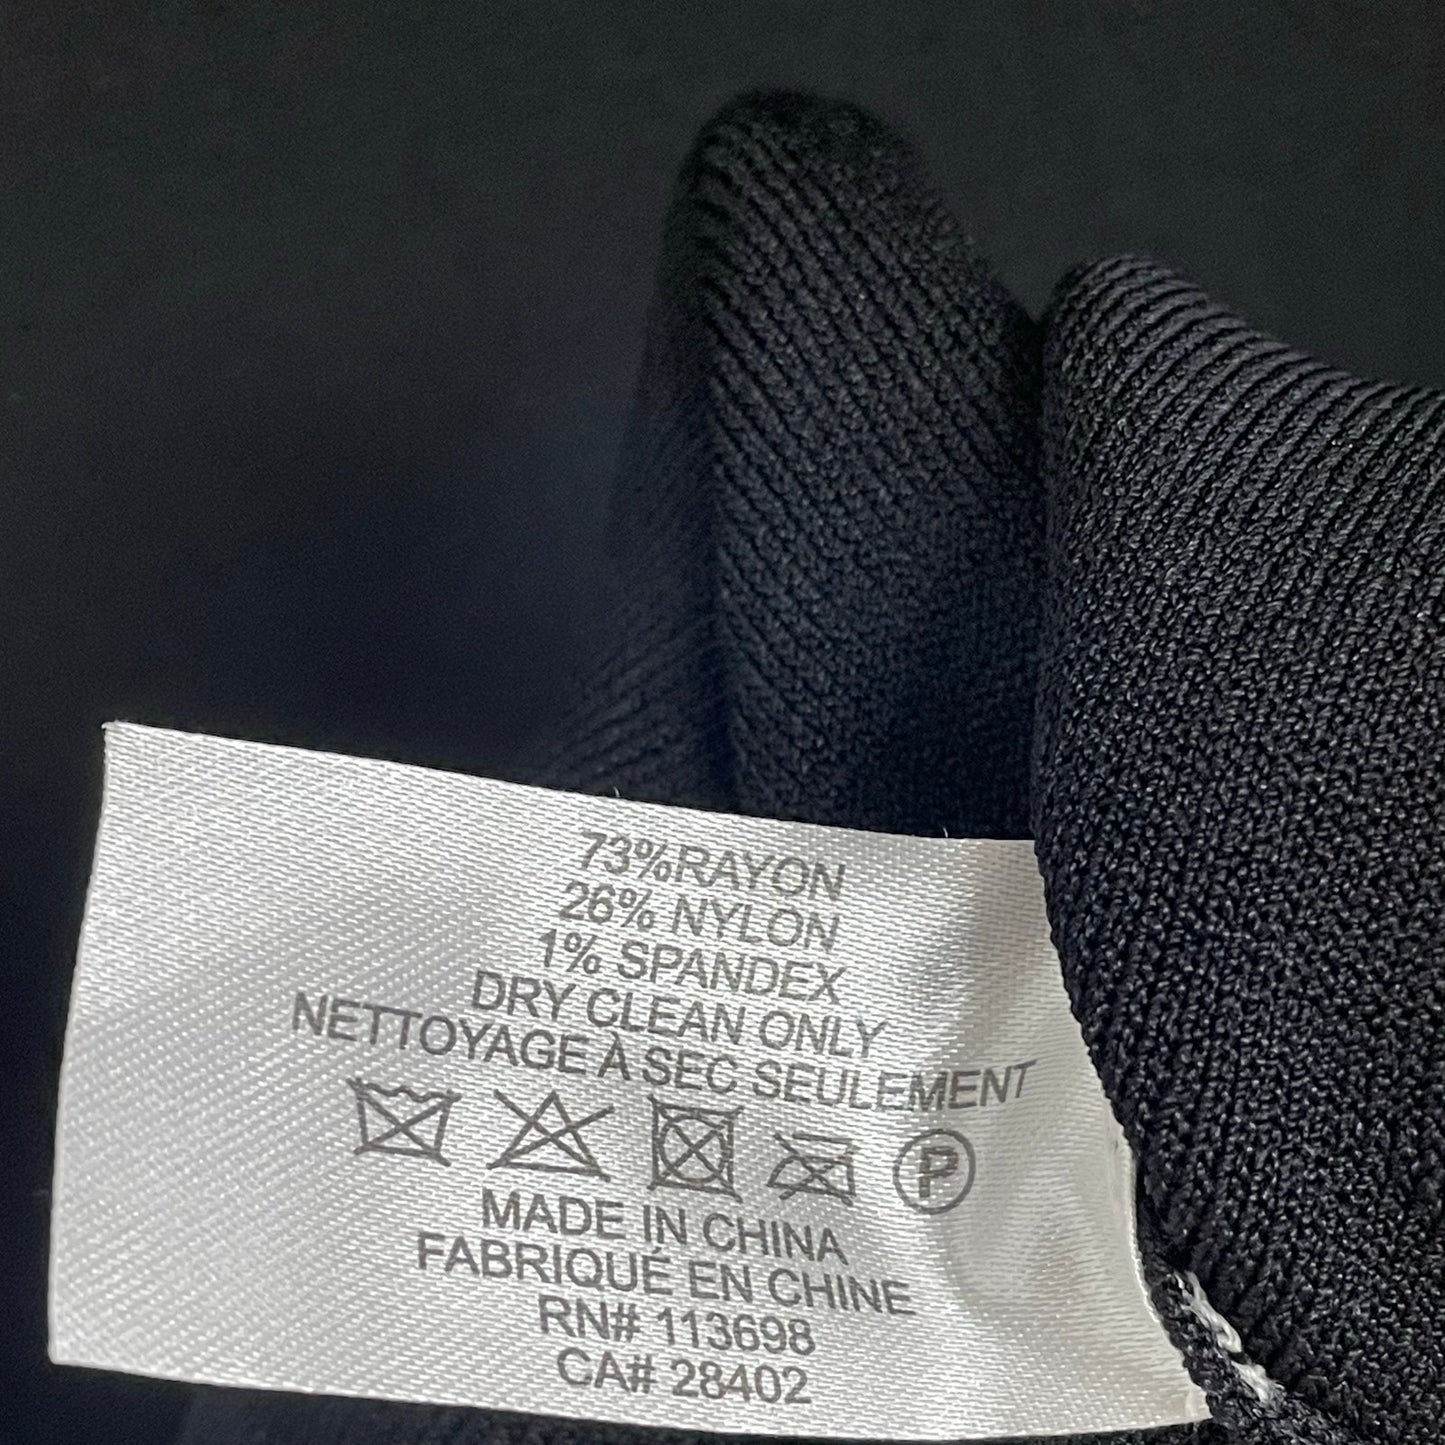 73%RAYON
26% NYLON
1% SPANDEX
DRY CLEAN ONLY
NETTOYAGE À SEC SEULEMENT
P
MADE IN CHINA
FABRIQUÉ EN CHINE
RN# 113698
CA# 28402